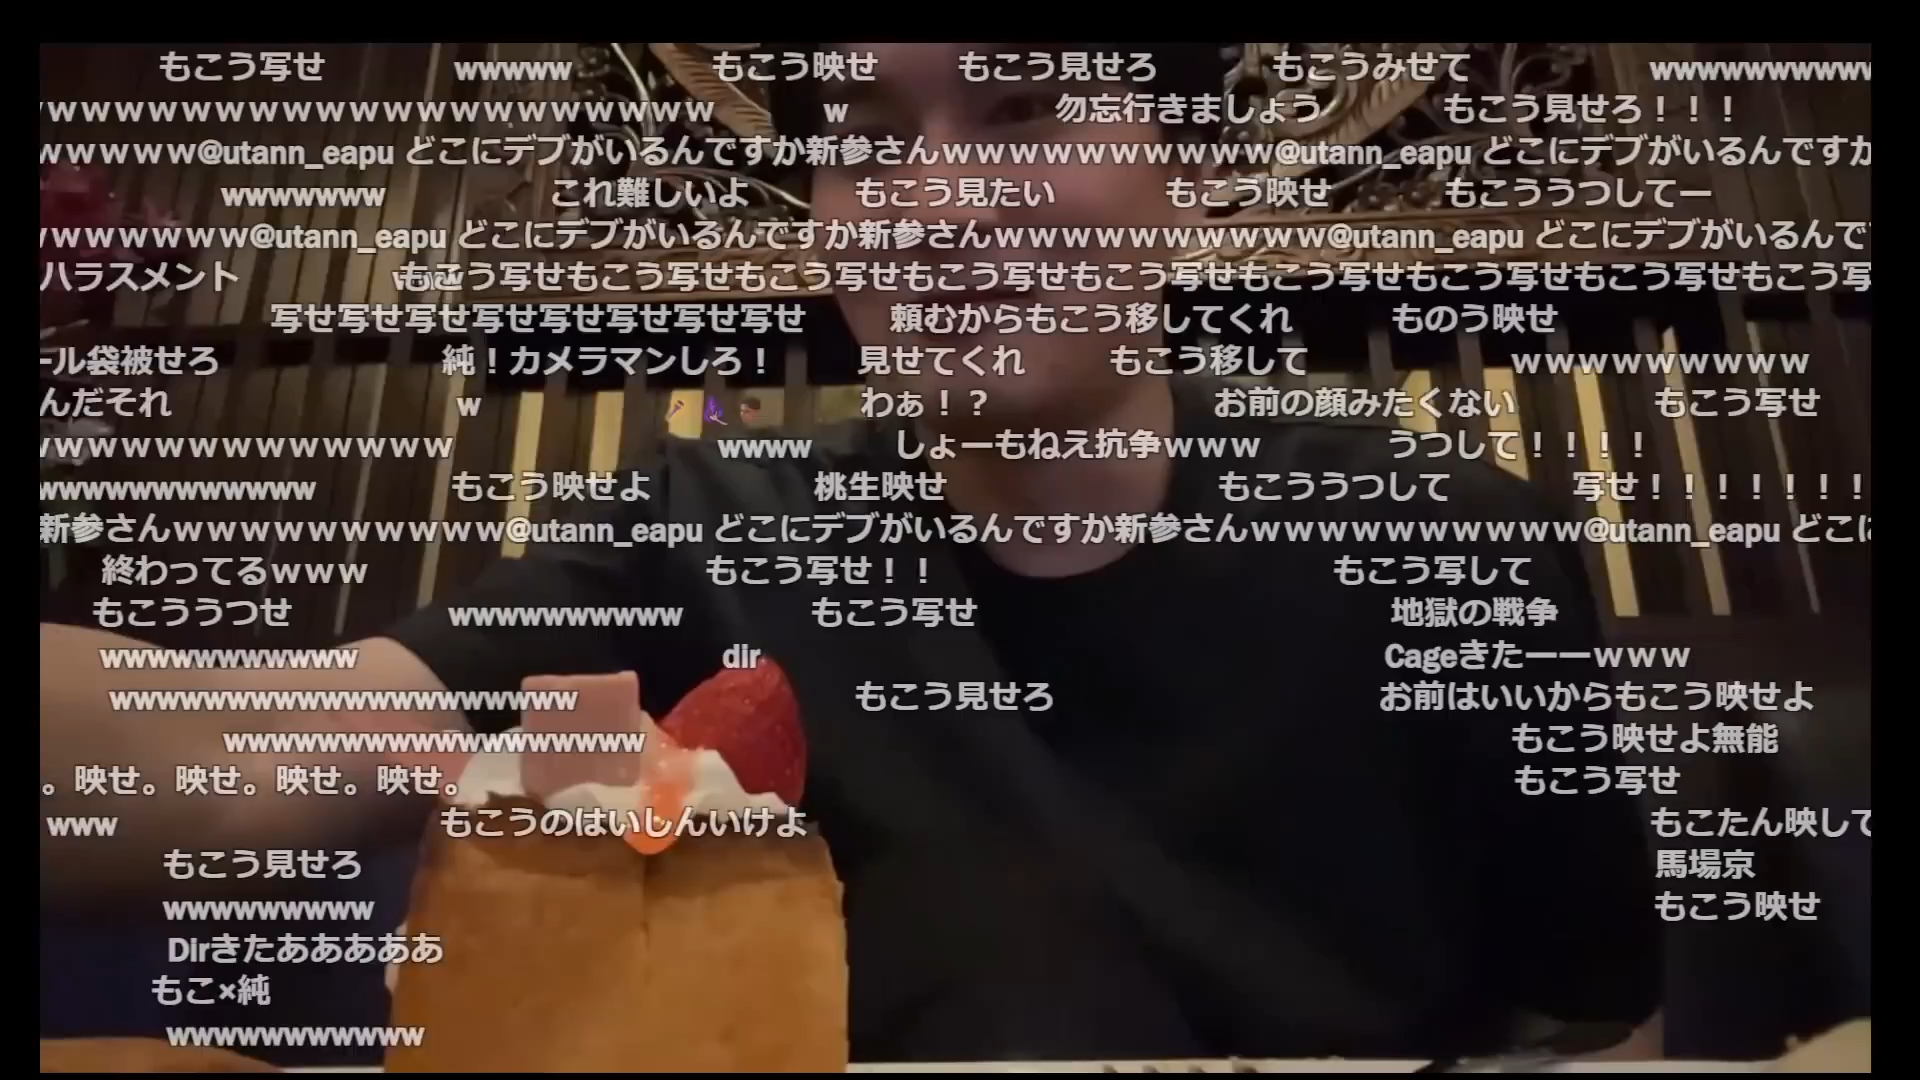 もこう写せ wwwww もこう映せ もこう見せろ もこうみせて wwwwwwwwww
ｗｗｗｗｗｗｗｗｗｗｗｗｗｗｗｗｗｗｗｗ w 勿忘行きましょう もこう見せろ！！！
ｗｗｗｗｗ@utann_eapu どこにデブがいるんですか新参さんｗｗｗｗｗｗｗｗｗｗ@utann_eapu どこにデブがいるんですか
wwwwwww これ難しいよ もこう見たい もこう映せ もこううつしてー
ｗｗｗｗｗｗ@utann_eapu どこにデブがいるんですか新参さんｗｗｗｗｗｗｗｗｗｗ@utann_eapu どこにデブがいるんで
ハラスメント もこう写せもこう写せもこう写せもこう写せもこう写せもこう写せもこう写せもこう写せもこう写
写せ写せ写せ写せ写せ写せ写せ写せ 頼むからもこう移してくれ ものう映せ
ール袋被せろ 純！カメラマンしろ！ 見せてくれ もこう移して ｗｗｗｗｗｗｗｗｗ
んだそれ w わぁ！？ お前の顔みたくない もこう写せ
ｗｗｗｗｗｗｗｗｗｗｗｗ wwww しょーもねえ抗争ｗｗｗ うつして！！！！
wwwwwwwwwwww もこう映せよ 桃生映せ もこううつして 写せ！！！！！！！
新参さんｗｗｗｗｗｗｗｗｗｗ@utann_eapu どこにデブがいるんですか新参さんｗｗｗｗｗｗｗｗｗｗ@utann_eapu どこに
終わってるｗｗｗ もこう写せ！！ もこう写して
もこううつせ wwwwwwwwww もこう写せ 地獄の戦争
wwwwwwwwwww dir Cageきたーーｗｗｗ
wwwwwwwwwwwwwwwwwwww もこう見せろ お前はいいからもこう映せよ
wwwwwwwwwwwwwwwwww もこう映せよ無能
。映せ。映せ。映せ。映せ。 もこう写せ
www もこうのはいしんいけよ もこたん映して
もこう見せろ 馬場京
wwwwwwwww もこう映せ
Dirきたあああああ
もこ×純
wwwwwwwwwww